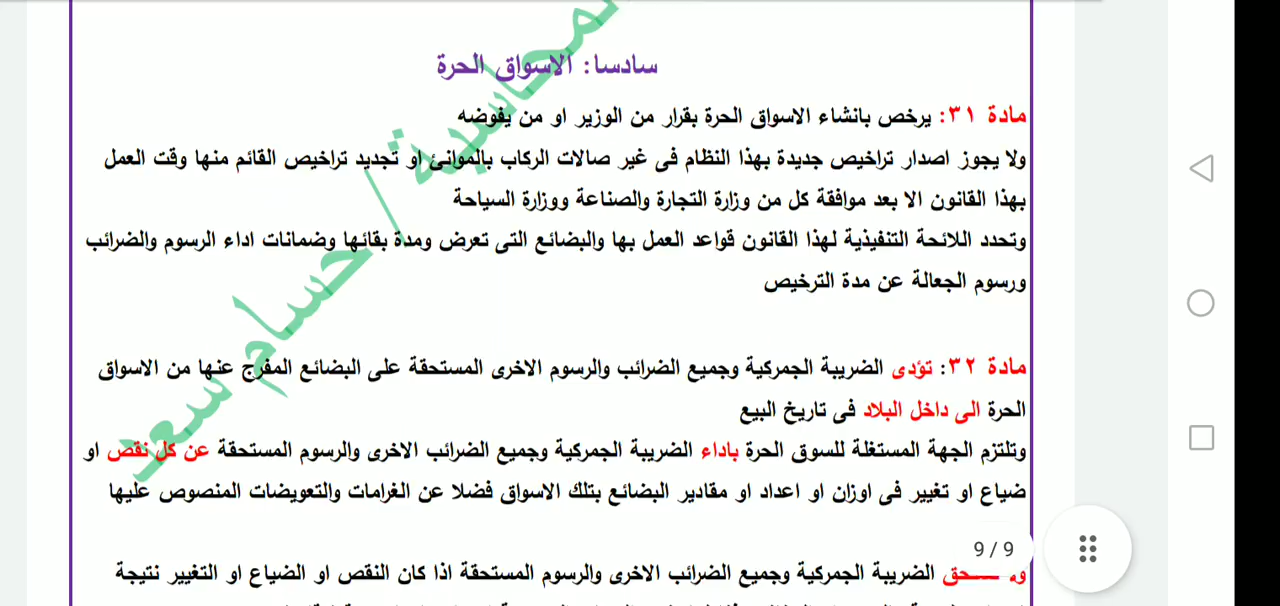 سادسا: الاسواق الحرة
مادة ٣١: يرخص بانشاء الاسواق الحرة بقرار من الوزير او من يفوضه
ولا يجوز اصدار تراخيص جديدة بهذا النظام فى غير صالات الركاب بالموانئ او تجديد تراخيص القائم منها وقت العمل
بهذا القانون الا بعد موافقة كل من وزارة التجارة والصناعة ووزارة السياحة
وتحدد اللائحة التنفيذية لهذا القانون قواعد العمل بها والبضائع التى تعرض ومدة بقائها وضمانات اداء الرسوم والضرائب
ورسوم الجعالة عن مدة الترخيص
مادة ٣٢: تؤدى الضريبة الجمركية وجميع الضرائب والرسوم الاخرى المستحقة على البضائع المفرج عنها من الاسواق
الحرة الى داخل البلاد فى تاريخ البيع
وتلتزم الجهة المستغلة للسوق الحرة باداء الضريبة الجمركية وجميع الضرائب الاخرى والرسوم المستحقة عن كل نقص او
ضياع او تغيير فى اوزان او اعداد او مقادير البضائع بتلك الاسواق فضلا عن الغرامات والتعويضات المنصوص عليها
9 / 9
الضريبة الجمركية وجميع الضرائب الاخرى والرسوم المستحقة اذا كان النقص او الضياع او التغيير نتيجة
المحاسبة / حسام سعد